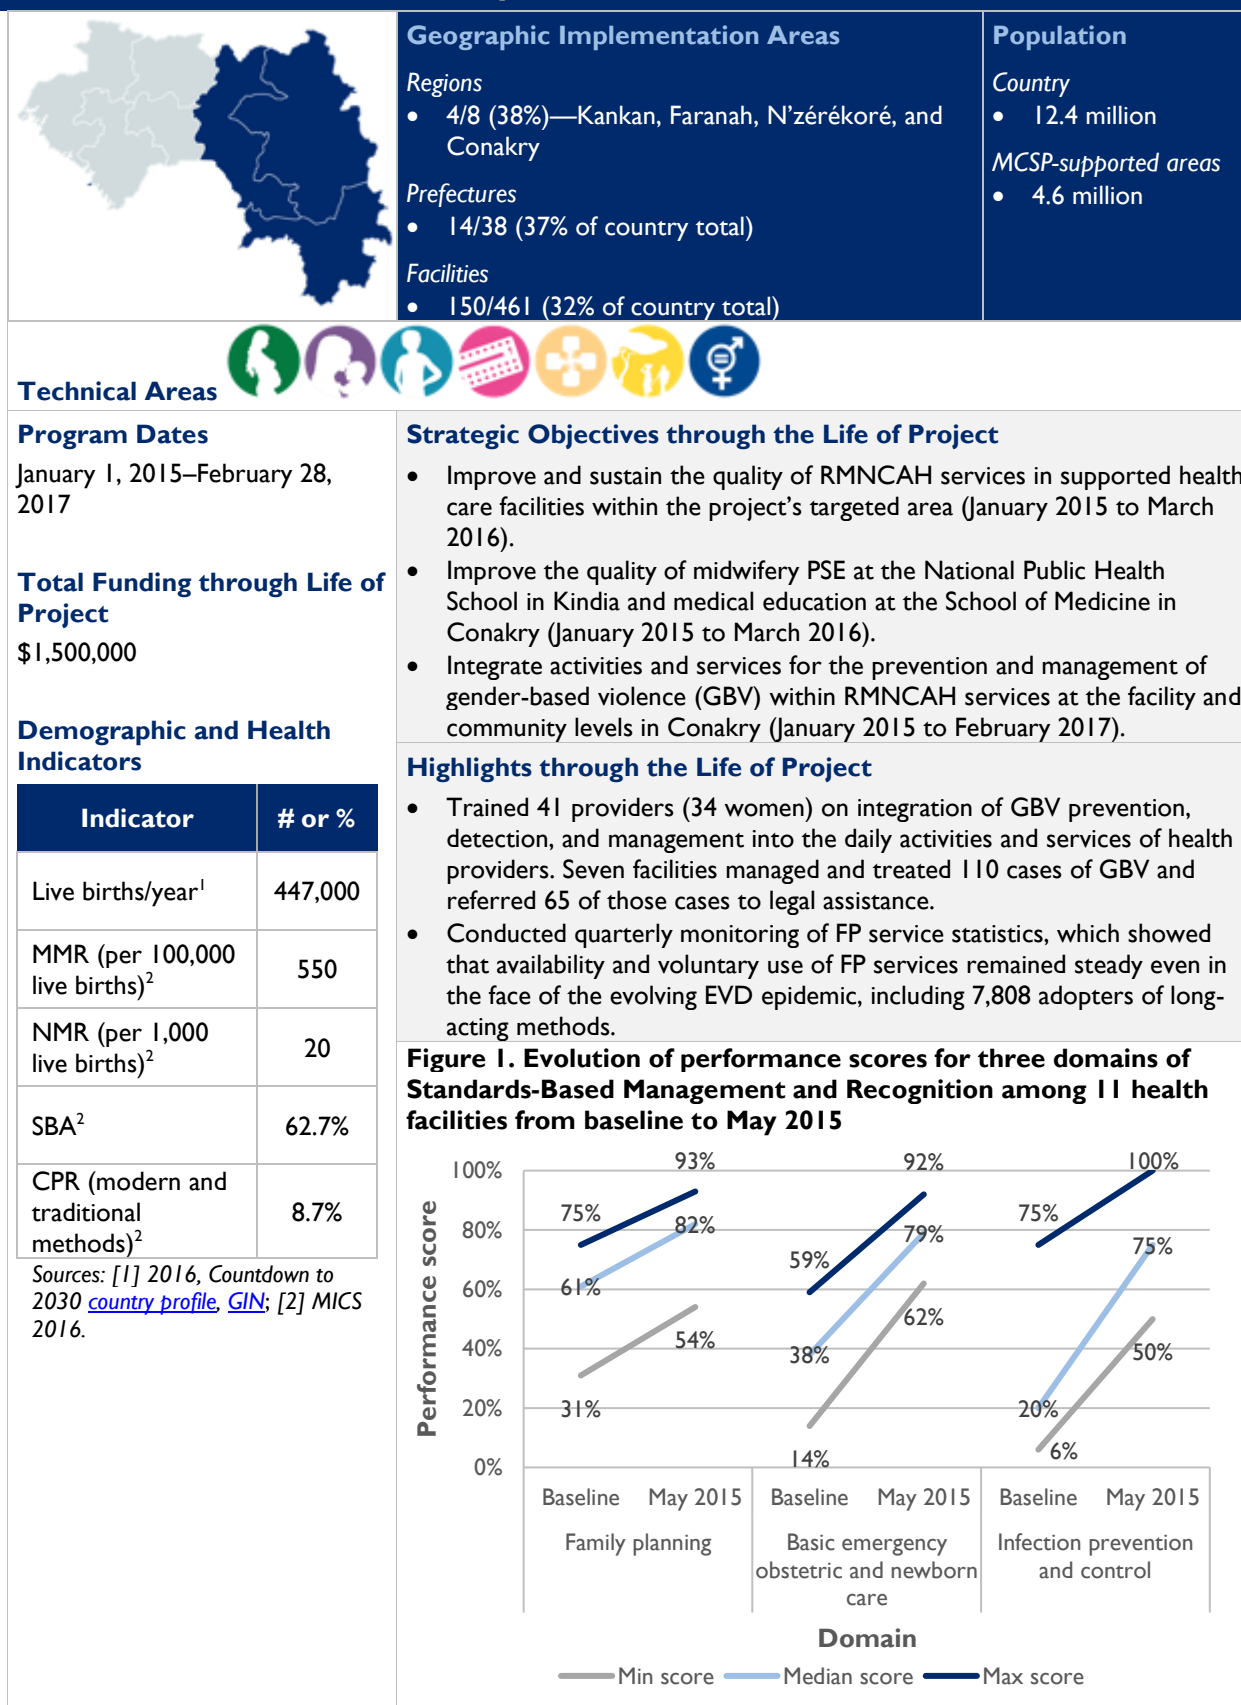 Geographic Implementation Areas
Regions
• 4/8 (38%)—Kankan, Faranah, N’zérékoré, and
Conakry
Prefectures
• 14/38 (37% of country total)
Facilities
• 150/461 (32% of country total)
Population
Country
• 12.4 million
MCSP-supported areas
• 4.6 million
Technical Areas
Program Dates
January 1, 2015–February 28,
2017
Total Funding through Life of
Project
$1,500,000
Demographic and Health
Indicators
Indicator # or %
Live births/year1 447,000
MMR (per 100,000
live births)2 550
NMR (per 1,000
live births)2 20
SBA2 62.7%
CPR (modern and
traditional
methods)2 8.7%
Sources: [1] 2016, Countdown to
2030 country profile, GIN; [2] MICS
2016.
Strategic Objectives through the Life of Project
• Improve and sustain the quality of RMNCAH services in supported health
care facilities within the project’s targeted area (January 2015 to March
2016).
• Improve the quality of midwifery PSE at the National Public Health
School in Kindia and medical education at the School of Medicine in
Conakry (January 2015 to March 2016).
• Integrate activities and services for the prevention and management of
gender-based violence (GBV) within RMNCAH services at the facility and
community levels in Conakry (January 2015 to February 2017).
Highlights through the Life of Project
• Trained 41 providers (34 women) on integration of GBV prevention,
detection, and management into the daily activities and services of health
providers. Seven facilities managed and treated 110 cases of GBV and
referred 65 of those cases to legal assistance.
• Conducted quarterly monitoring of FP service statistics, which showed
that availability and voluntary use of FP services remained steady even in
the face of the evolving EVD epidemic, including 7,808 adopters of long-
acting methods.
Figure 1. Evolution of performance scores for three domains of
Standards-Based Management and Recognition among 11 health
facilities from baseline to May 2015
Performance score
100%
80%
60%
40%
20%
0%
75% 93%
61% 82%
31% 54%
59% 92%
38% 79%
14% 62%
75% 100%
20% 75%
6% 50%
Baseline May 2015 Baseline May 2015 Baseline May 2015
Family planning
Basic emergency
obstetric and newborn
care
Infection prevention
and control
Domain
Min score Median score Max score